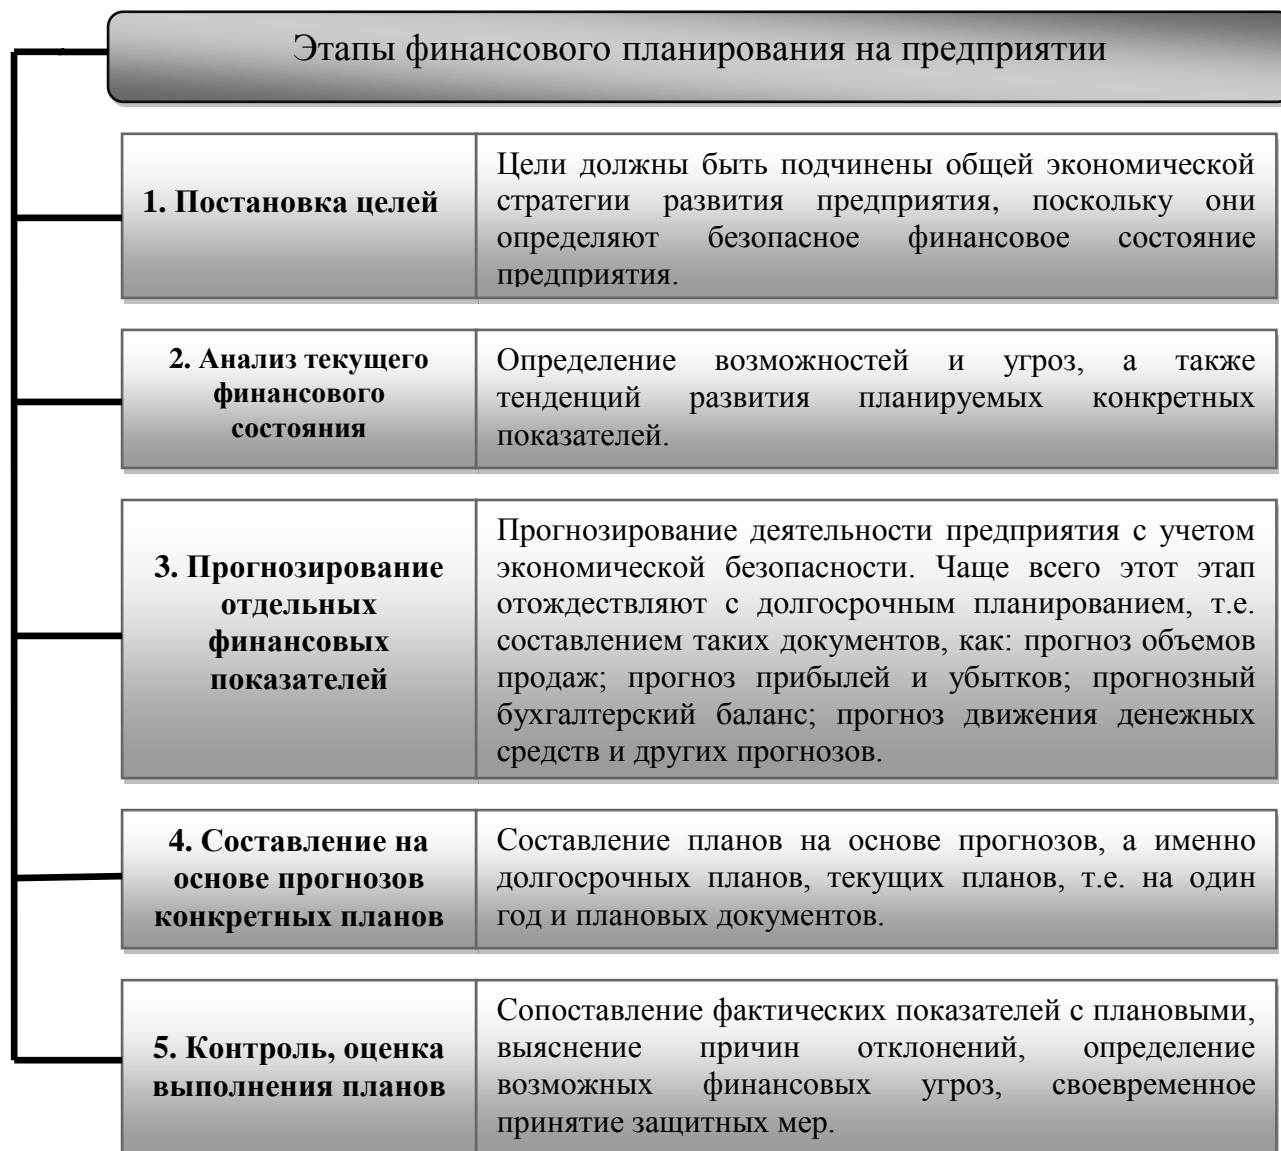 Этапы финансового планирования на предприятии
1. Постановка целей
Цели должны быть подчинены общей экономической
стратегии развития предприятия, поскольку они
определяют безопасное финансовое состояние
предприятия.
2. Анализ текущего
финансового
состояния
Определение возможностей и угроз, а также
тенденций развития планируемых конкретных
показателей.
3. Прогнозирование
отдельных
финансовых
показателей
Прогнозирование деятельности предприятия с учетом
экономической безопасности. Чаще всего этот этап
отождествляют с долгосрочным планированием, т.е.
составлением таких документов, как: прогноз объемов
продаж; прогноз прибылей и убытков; прогнозный
бухгалтерский баланс; прогноз движения денежных
средств и других прогнозов.
4. Составление на
основе прогнозов
конкретных планов
Составление планов на основе прогнозов, а именно
долгосрочных планов, текущих планов, т.е. на один
год и плановых документов.
5. Контроль, оценка
выполнения планов
Сопоставление фактических показателей с плановыми,
выяснение причин отклонений, определение
возможных финансовых угроз, своевременное
принятие защитных мер.